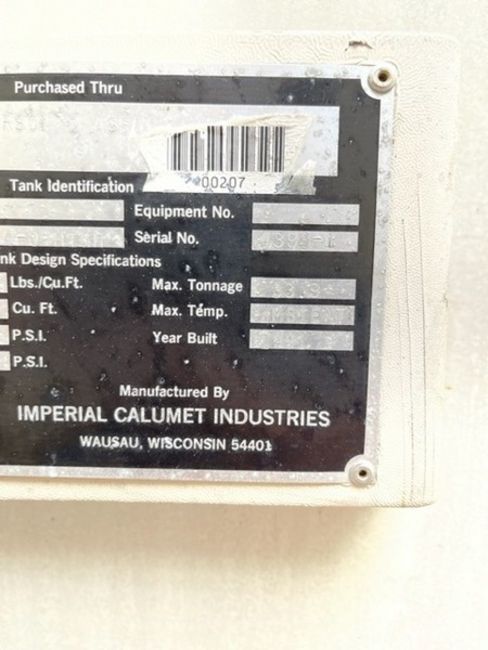 Purchased Thru
00207
Tank Identification
Equipment No.
Serial No.
nk Design Specifications
Lbs./Cu.Ft. Max. Tonnage
Cu. Ft. Max. Temp. AMBIENT
P.S.I. Year Built
P.S.I.
Manufactured By
IMPERIAL CALUMET INDUSTRIES
WAUSAU, WISCONSIN 54401